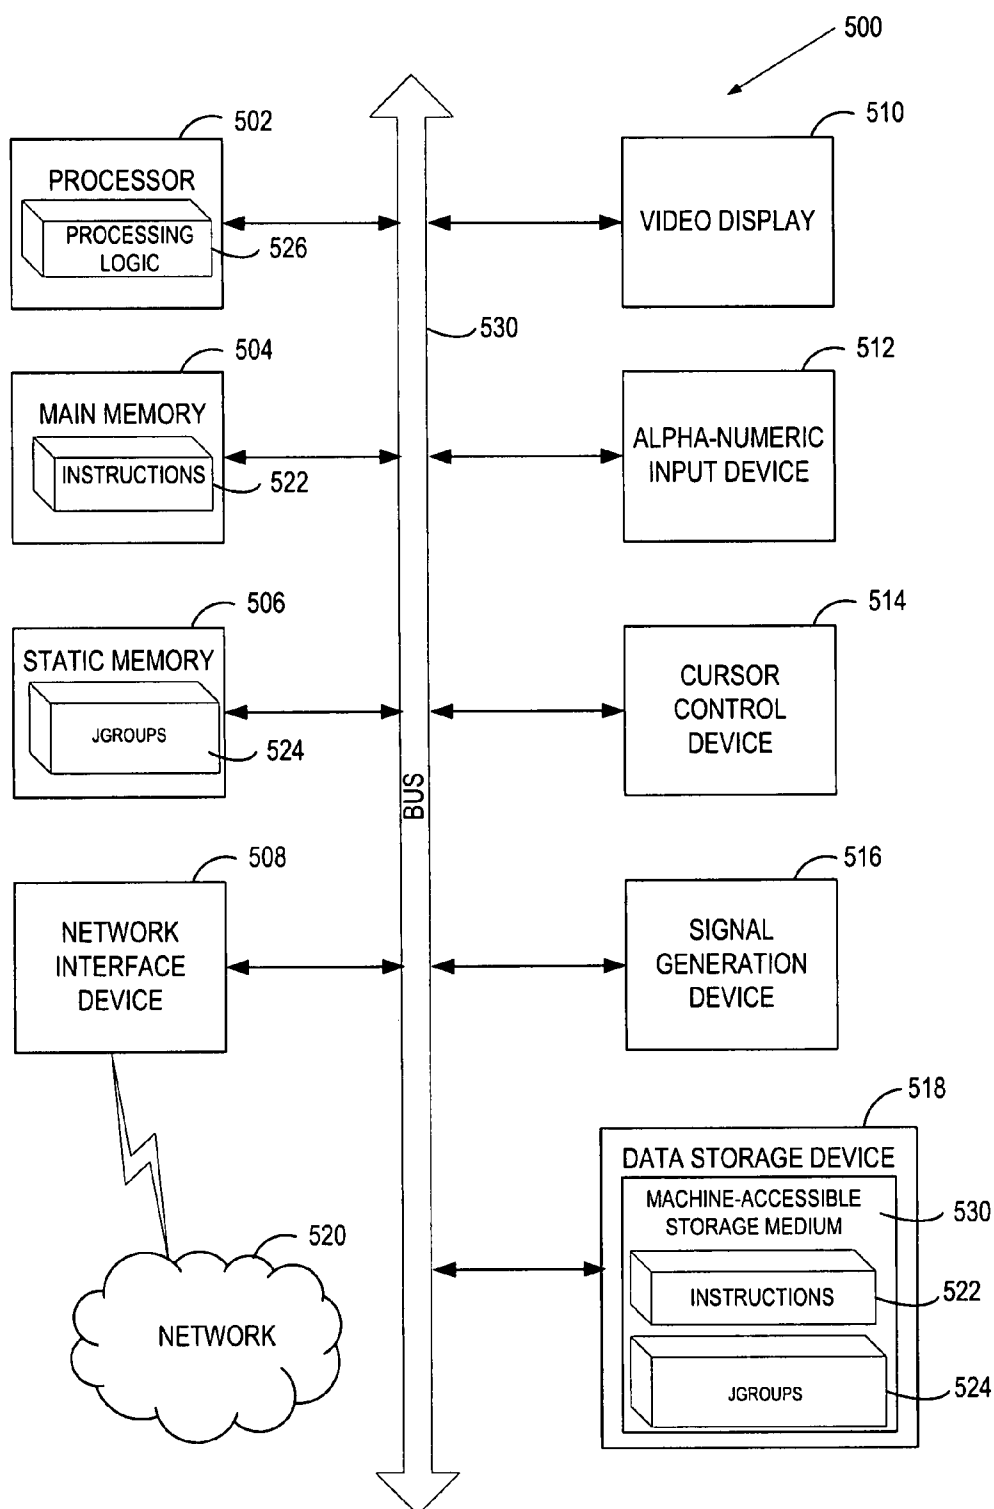 500
502
PROCESSOR
PROCESSING
LOGIC
526
510
VIDEO DISPLAY
530
504
MAIN MEMORY
INSTRUCTIONS
522
512
ALPHA-NUMERIC
INPUT DEVICE
506
STATIC MEMORY
JGROUPS
524
514
CURSOR
CONTROL
DEVICE
BUS
508
NETWORK
INTERFACE
DEVICE
516
SIGNAL
GENERATION
DEVICE
520
NETWORK
518
DATA STORAGE DEVICE
MACHINE-ACCESSIBLE
STORAGE MEDIUM
530
INSTRUCTIONS
522
JGROUPS
524